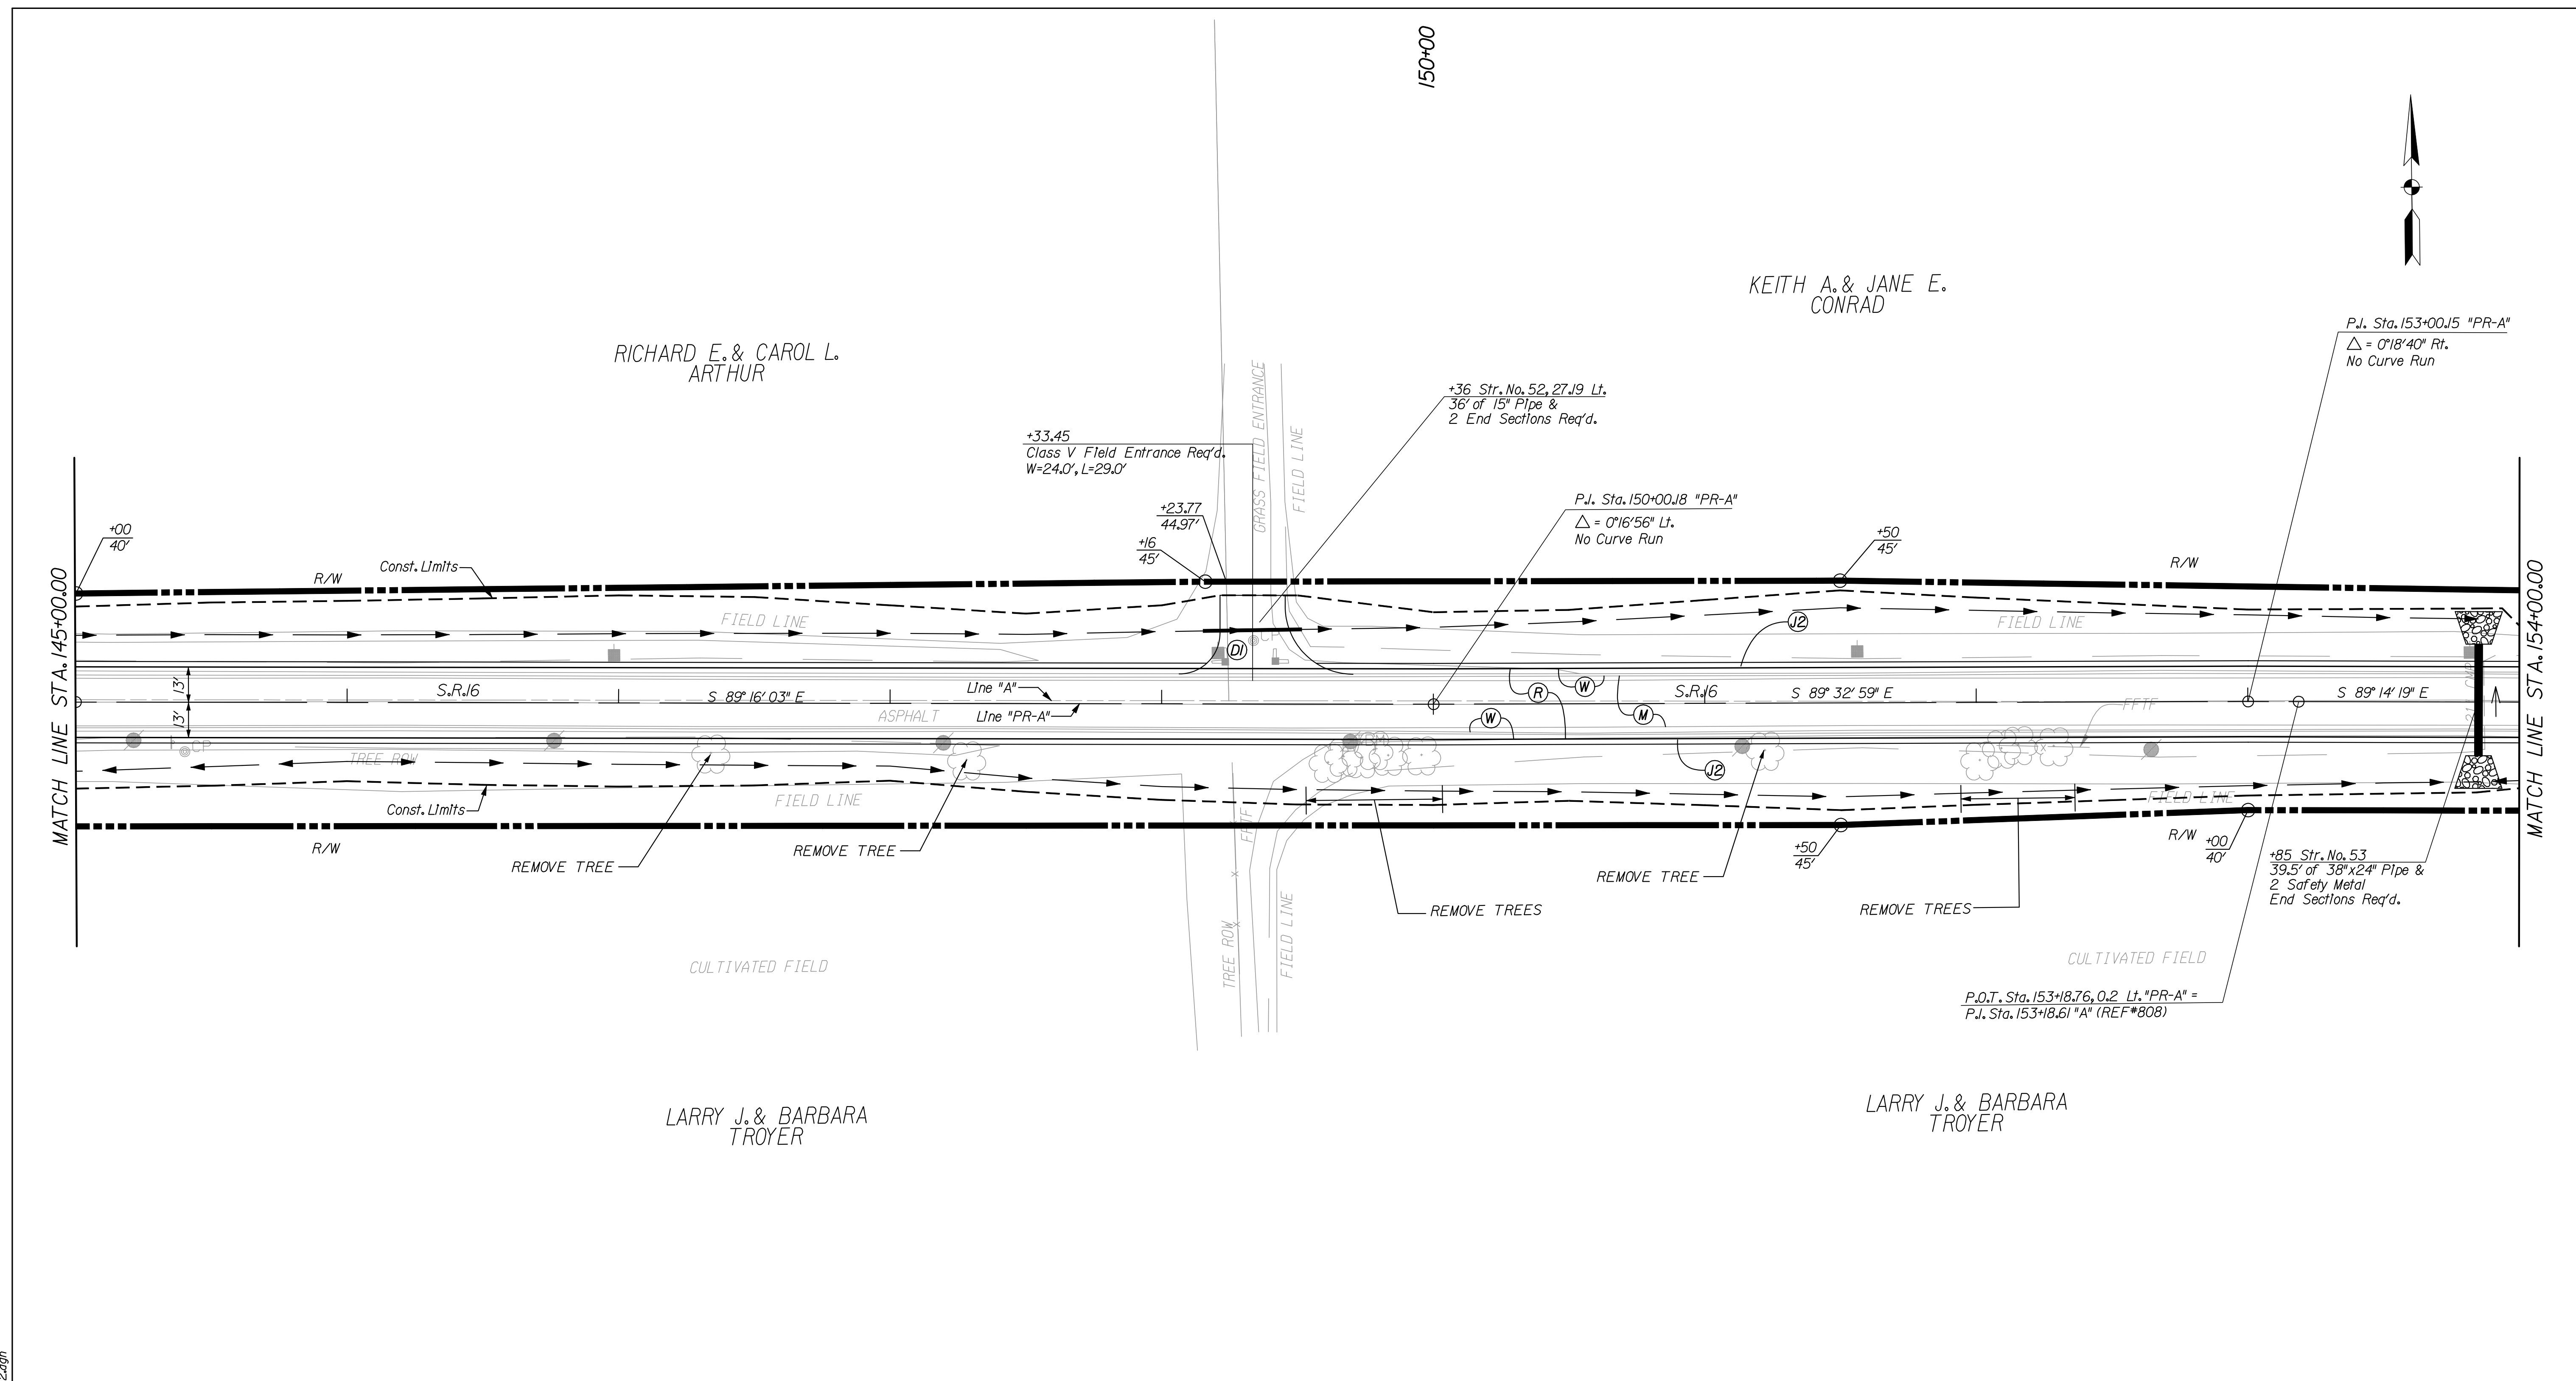 150+00
KEITH A. & JANE E.
CONRAD
P.I. Sta. 153+00.15 "PR-A"
△ = 0°18'40" Rt.
No Curve Run
RICHARD E. & CAROL L.
ARTHUR
GRASS FIELD ENTRANCE
FIELD LINE
+36 Str. No. 52, 27.19 Lt.
36' of 15" Pipe &
2 End Sections Req'd.
+33.45
Class V Field Entrance Req'd.
W=24.0', L=29.0'
P.I. Sta. 150+00.18 "PR-A"
△ = 0°16'56" Lt.
No Curve Run
+23.77
44.97'
+16
45'
+00
40'
+50
45'
MATCH LINE STA. 145+00.00
MATCH LINE STA. 154+00.00
R/W
Const. Limits
R/W
FIELD LINE
FIELD LINE
J2
D1
CP
13'
13'
S.R. 16
S 89° 16' 03" E
Line "A"
Line "PR-A"
ASPHALT
R
W
W
M
S.R. 16
S 89° 32' 59" E
S 89° 14' 19" E
FFTF
CP
TREE ROW
J2
Const. Limits
FIELD LINE
FIELD LINE
R/W
REMOVE TREE
REMOVE TREE
FFTF
REMOVE TREE
+50
45'
R/W
+00
40'
+85 Str. No. 53
39.5' of 38"x24" Pipe &
2 Safety Metal
End Sections Req'd.
REMOVE TREES
REMOVE TREES
TREE ROW
FIELD LINE
CULTIVATED FIELD
CULTIVATED FIELD
P.O.T. Sta. 153+18.76, 0.2 Lt. "PR-A" =
P.I. Sta. 153+18.61 "A" (REF#808)
LARRY J. & BARBARA
TROYER
LARRY J. & BARBARA
TROYER